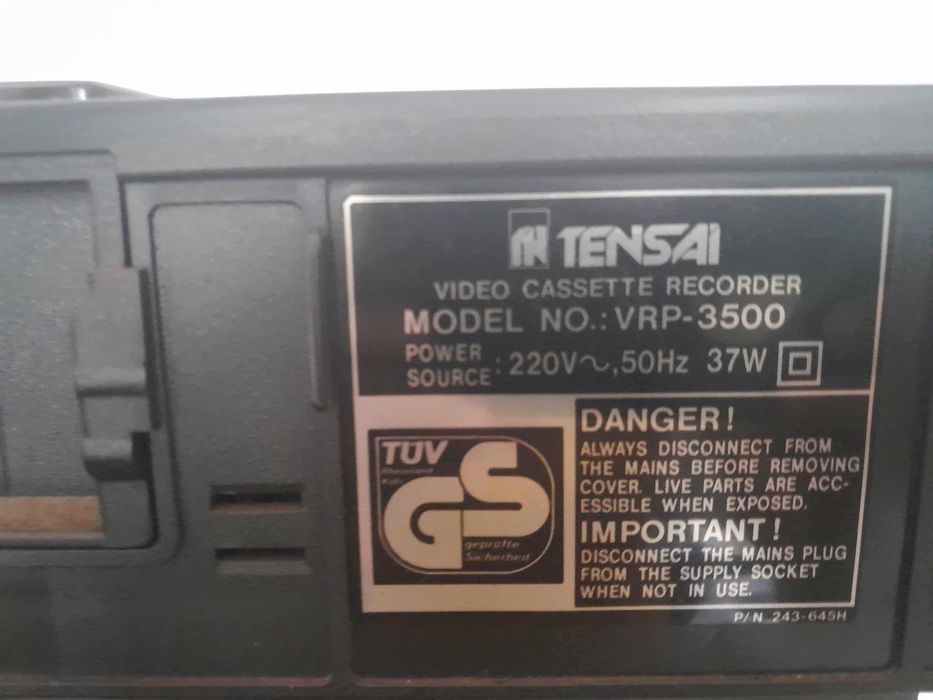 TENSAI
VIDEO CASSETTE RECORDER
MODEL NO.: VRP-3500
POWER SOURCE : 220V~,50Hz 37W
TÜV
Rheinland
geprüfte
Sicherheit
GS
DANGER!
ALWAYS DISCONNECT FROM
THE MAINS BEFORE REMOVING
COVER. LIVE PARTS ARE ACC-
ESSIBLE WHEN EXPOSED.
IMPORTANT!
DISCONNECT THE MAINS PLUG
FROM THE SUPPLY SOCKET
WHEN NOT IN USE.
P/N 243-645H